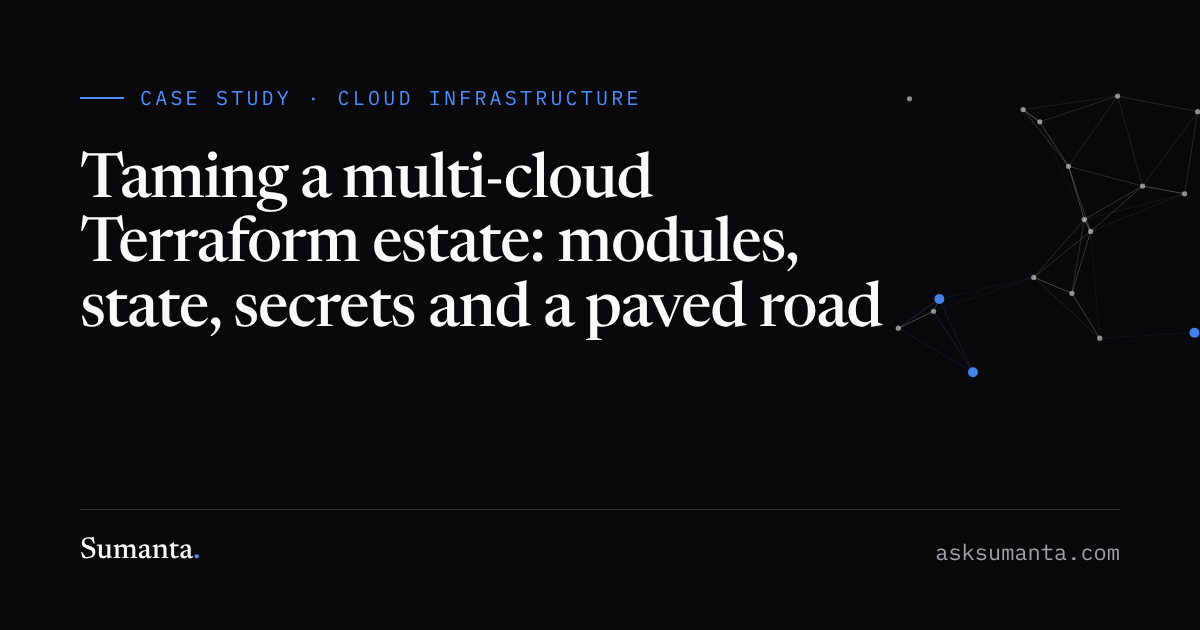 CASE STUDY · CLOUD INFRASTRUCTURE
Taming a multi-cloud
Terraform estate: modules,
state, secrets and a paved road
Sumanta.
asksumanta.com